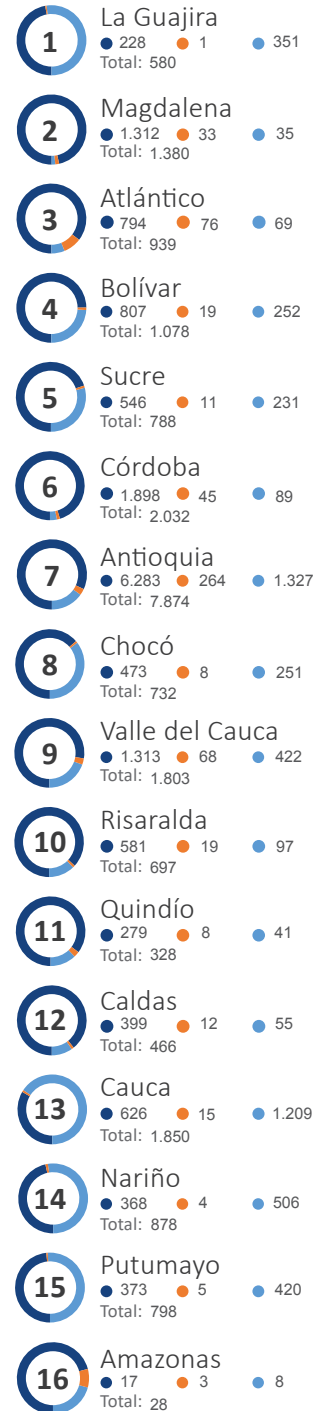 1
La Guajira
228 1 351
Total: 580
2
Magdalena
1.312 33 35
Total: 1.380
3
Atlántico
794 76 69
Total: 939
4
Bolívar
807 19 252
Total: 1.078
5
Sucre
546 11 231
Total: 788
6
Córdoba
1.898 45 89
Total: 2.032
7
Antioquia
6.283 264 1.327
Total: 7.874
8
Chocó
473 8 251
Total: 732
9
Valle del Cauca
1.313 68 422
Total: 1.803
10
Risaralda
581 19 97
Total: 697
11
Quindío
279 8 41
Total: 328
12
Caldas
399 12 55
Total: 466
13
Cauca
626 15 1.209
Total: 1.850
14
Nariño
368 4 506
Total: 878
15
Putumayo
373 5 420
Total: 798
16
Amazonas
17 3 8
Total: 28